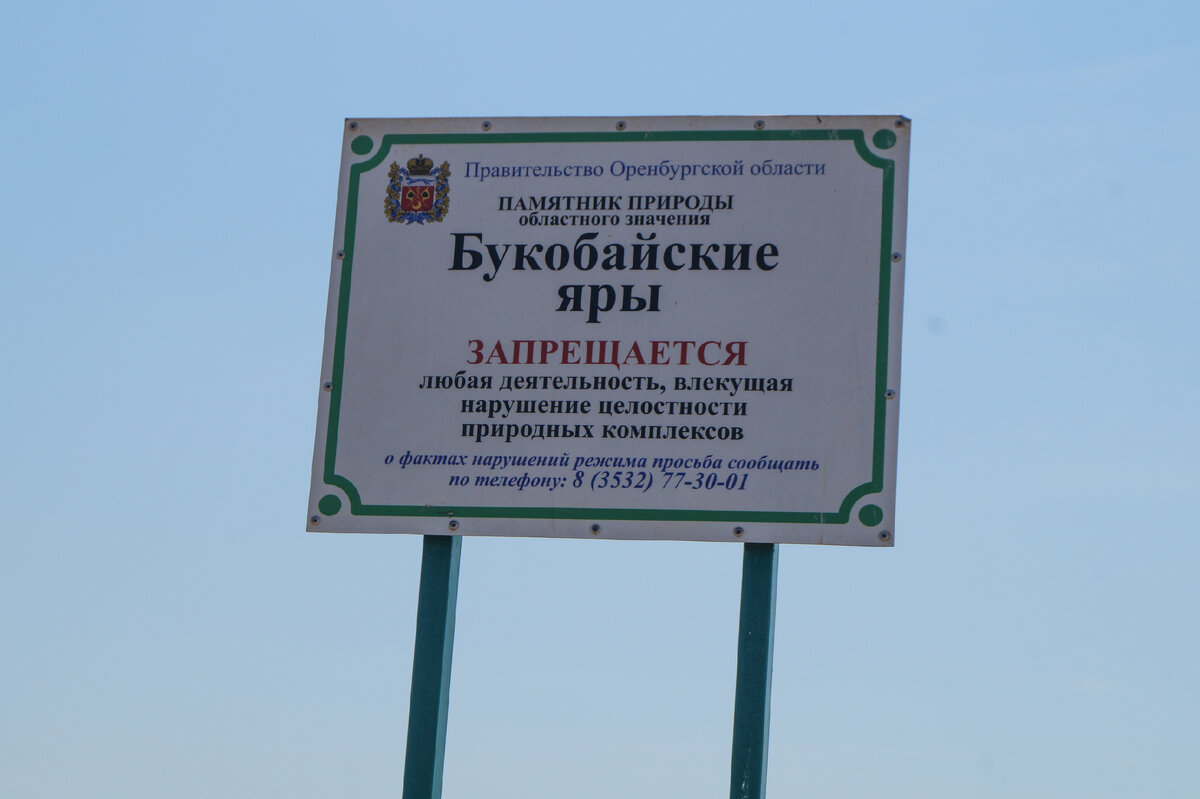 Правительство Оренбургской области
ПАМЯТНИК ПРИРОДЫ
областного значения
Букобайские
яры
ЗАПРЕЩАЕТСЯ
любая деятельность, влекущая
нарушение целостности
природных комплексов
о фактах нарушений режима просьба сообщать
по телефону: 8 (3532) 77-30-01